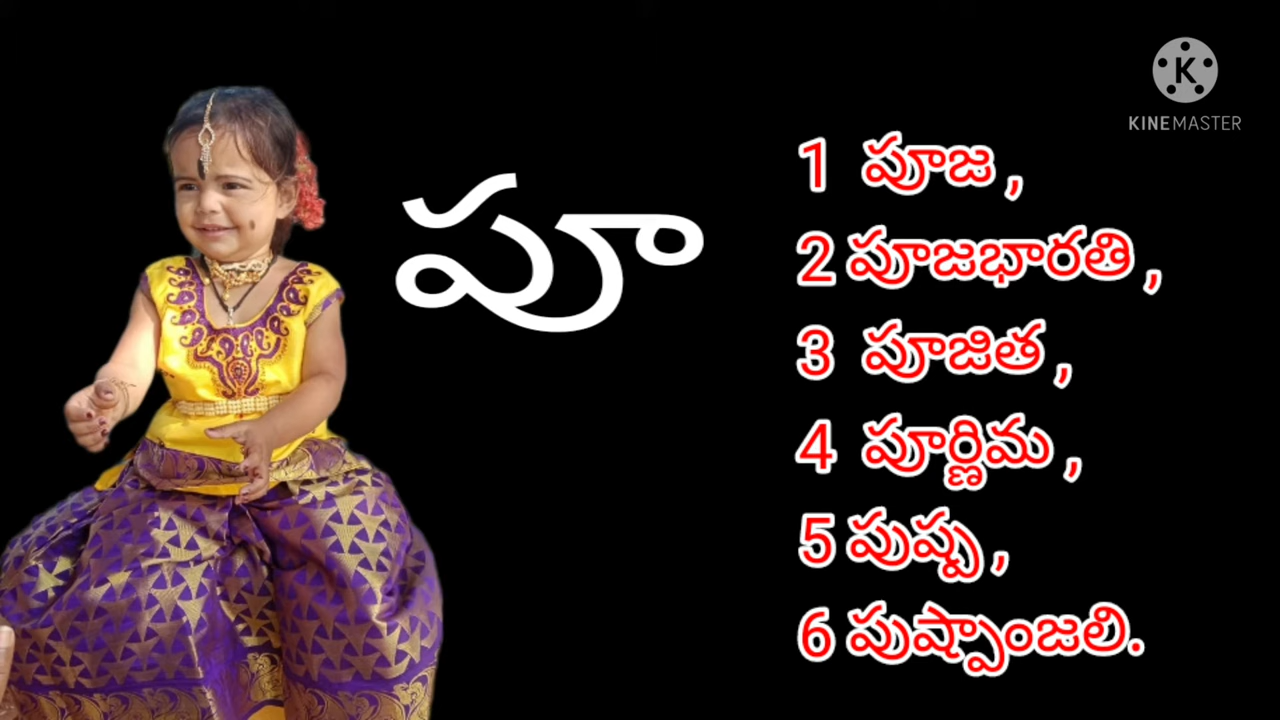 KINEMASTER
పూ
1 పూజ ,
2 పూజభారతి ,
3 పూజిత ,
4 పూర్ణిమ ,
5 పుష్ప ,
6 పుష్పాంజలి.